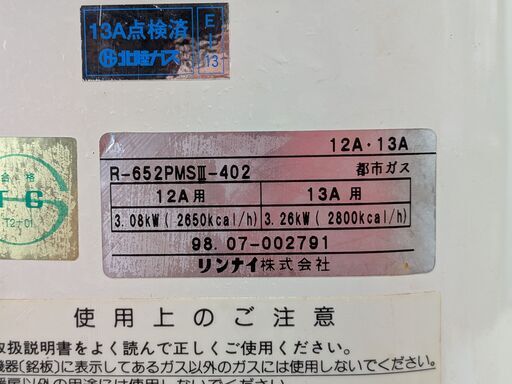 13A点検済
北陸ガス
E
I
13
合格
T2-01
12A・13A
R-652PMSⅢ-402 都市ガス
12A用 13A用
3.08kW( 2650kcal/h) 3.26kW( 2800kcal/h)
98.07-002791
リンナイ株式会社
使用上のご注意
取扱説明書をよく読んで正しくご使用ください。
機器(銘板)に表示してあるガス以外のガスには使用しないでください。